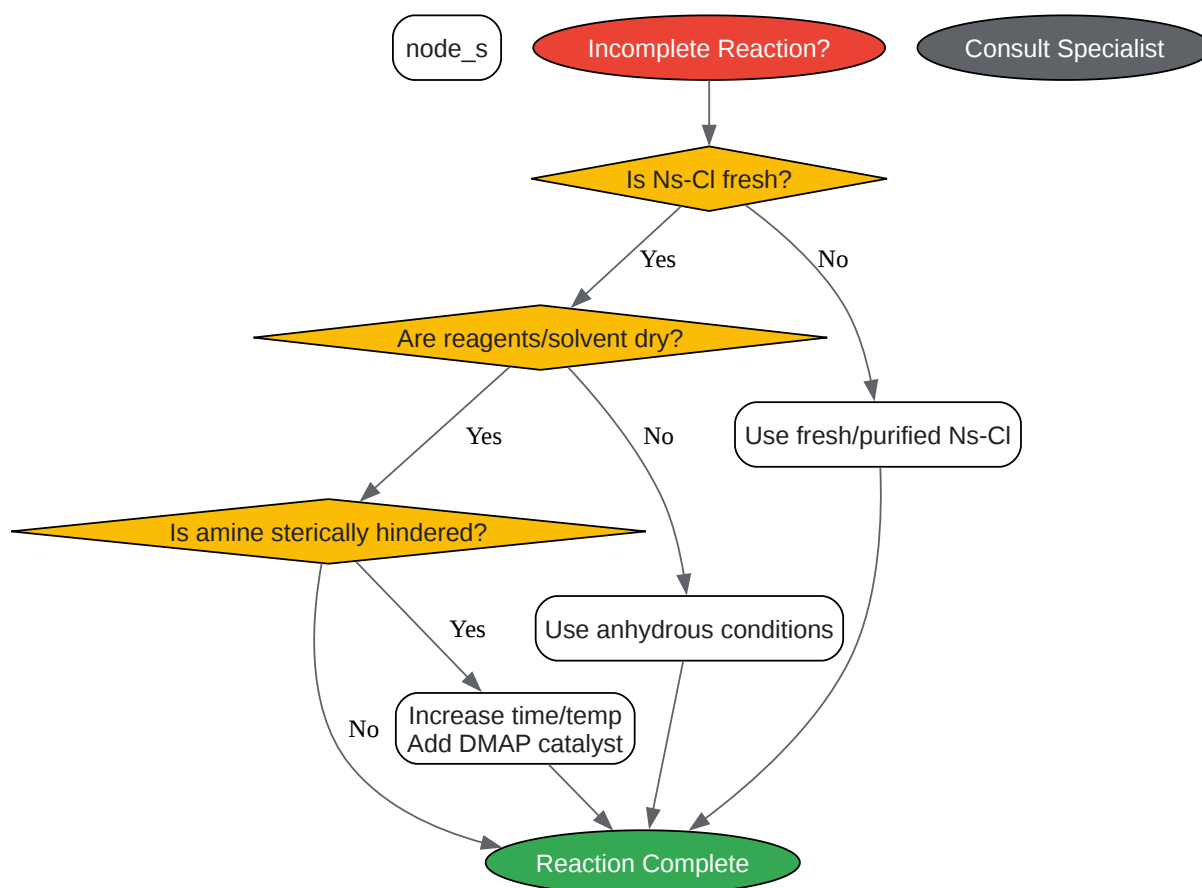 node_s
Incomplete Reaction?
Consult Specialist
Is Ns-Cl fresh?
Yes
No
Are reagents/solvent dry?
Yes
No
Use fresh/purified Ns-Cl
Is amine sterically hindered?
Yes
Use anhydrous conditions
No
Increase time/temp
Add DMAP catalyst
Reaction Complete